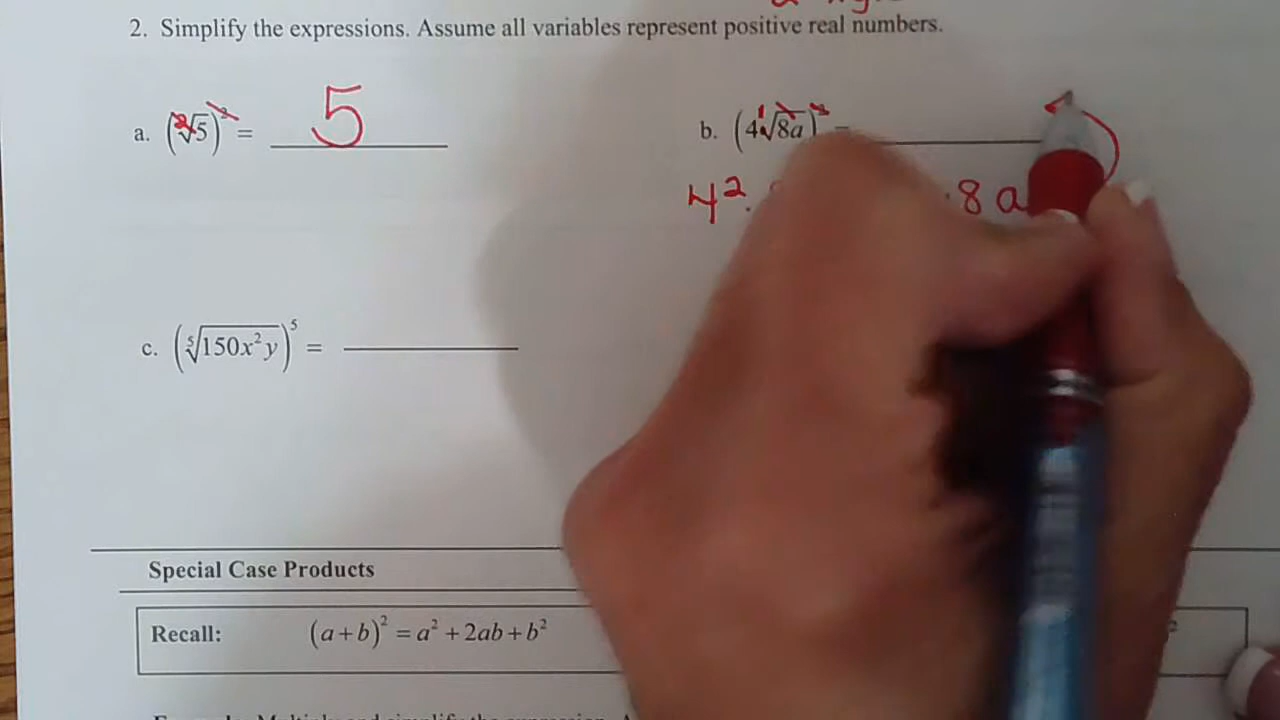 2. Simplify the expressions. Assume all variables represent positive real numbers.
a. (√5)² = 5
b. (4√8a)² =
4² · · 8a
c. (⁵√150x²y)⁵ =
Special Case Products
Recall: (a+b)² = a² + 2ab + b²